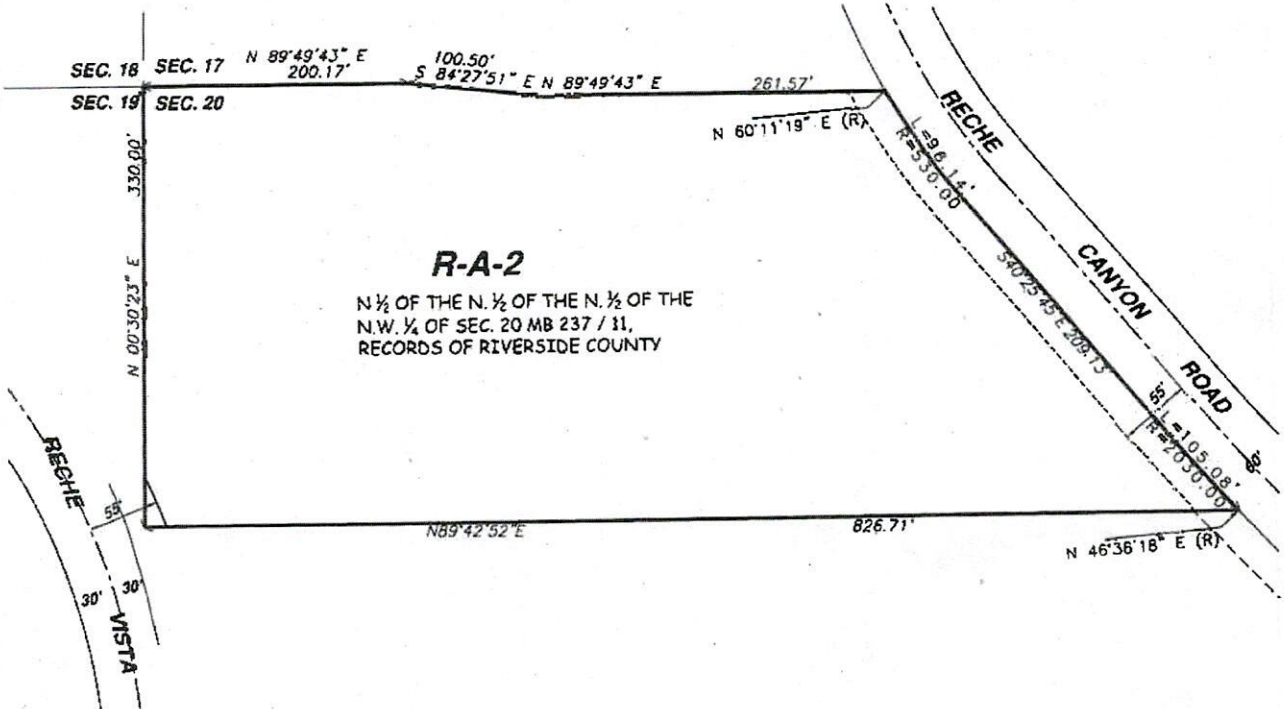 SEC. 18 SEC. 17
SEC. 19 SEC. 20
N 89°49'43" E
200.17'
100.50'
S 84°27'51" E
N 89°49'43" E
261.57'
N 60°11'19" E (R)
RECHE
CANYON
ROAD
L=96.14'
R=530.00
S40°25'45"E 209.13'
55'
L=105.08'
R=2030.00
60'
N 46°36'18" E (R)
330.00'
N 00°30'23" E
R-A-2
N ½ OF THE N. ½ OF THE N. ½ OF THE
N.W. ¼ OF SEC. 20 MB 237 / 11,
RECORDS OF RIVERSIDE COUNTY
N89°42'52"E
826.71'
RECHE
VISTA
55'
30'
30'